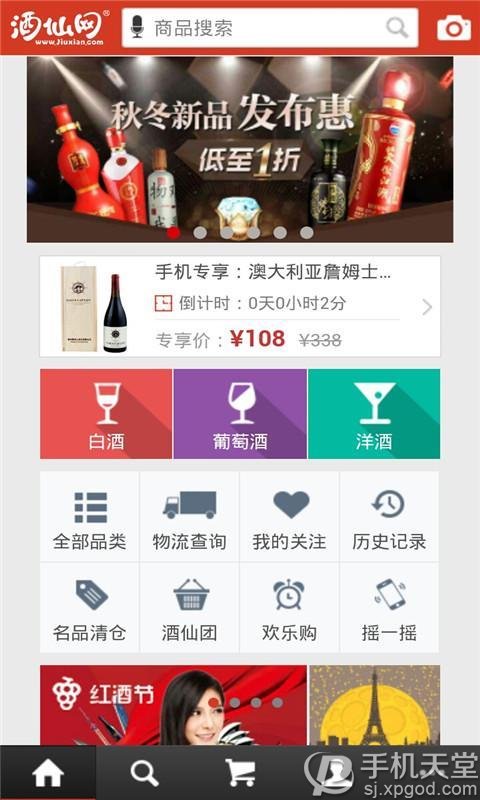 酒仙网®
www.Jiuxian.com
商品搜索
秋冬新品发布惠
低至1折
手机专享：澳大利亚詹姆士...
倒计时：0天0小时2分
专享价：¥108 ¥338
白酒 葡萄酒 洋酒
全部品类 物流查询 我的关注 历史记录
名品清仓 酒仙团 欢乐购 摇一摇
红酒节
手机天堂
sj.xpgod.com